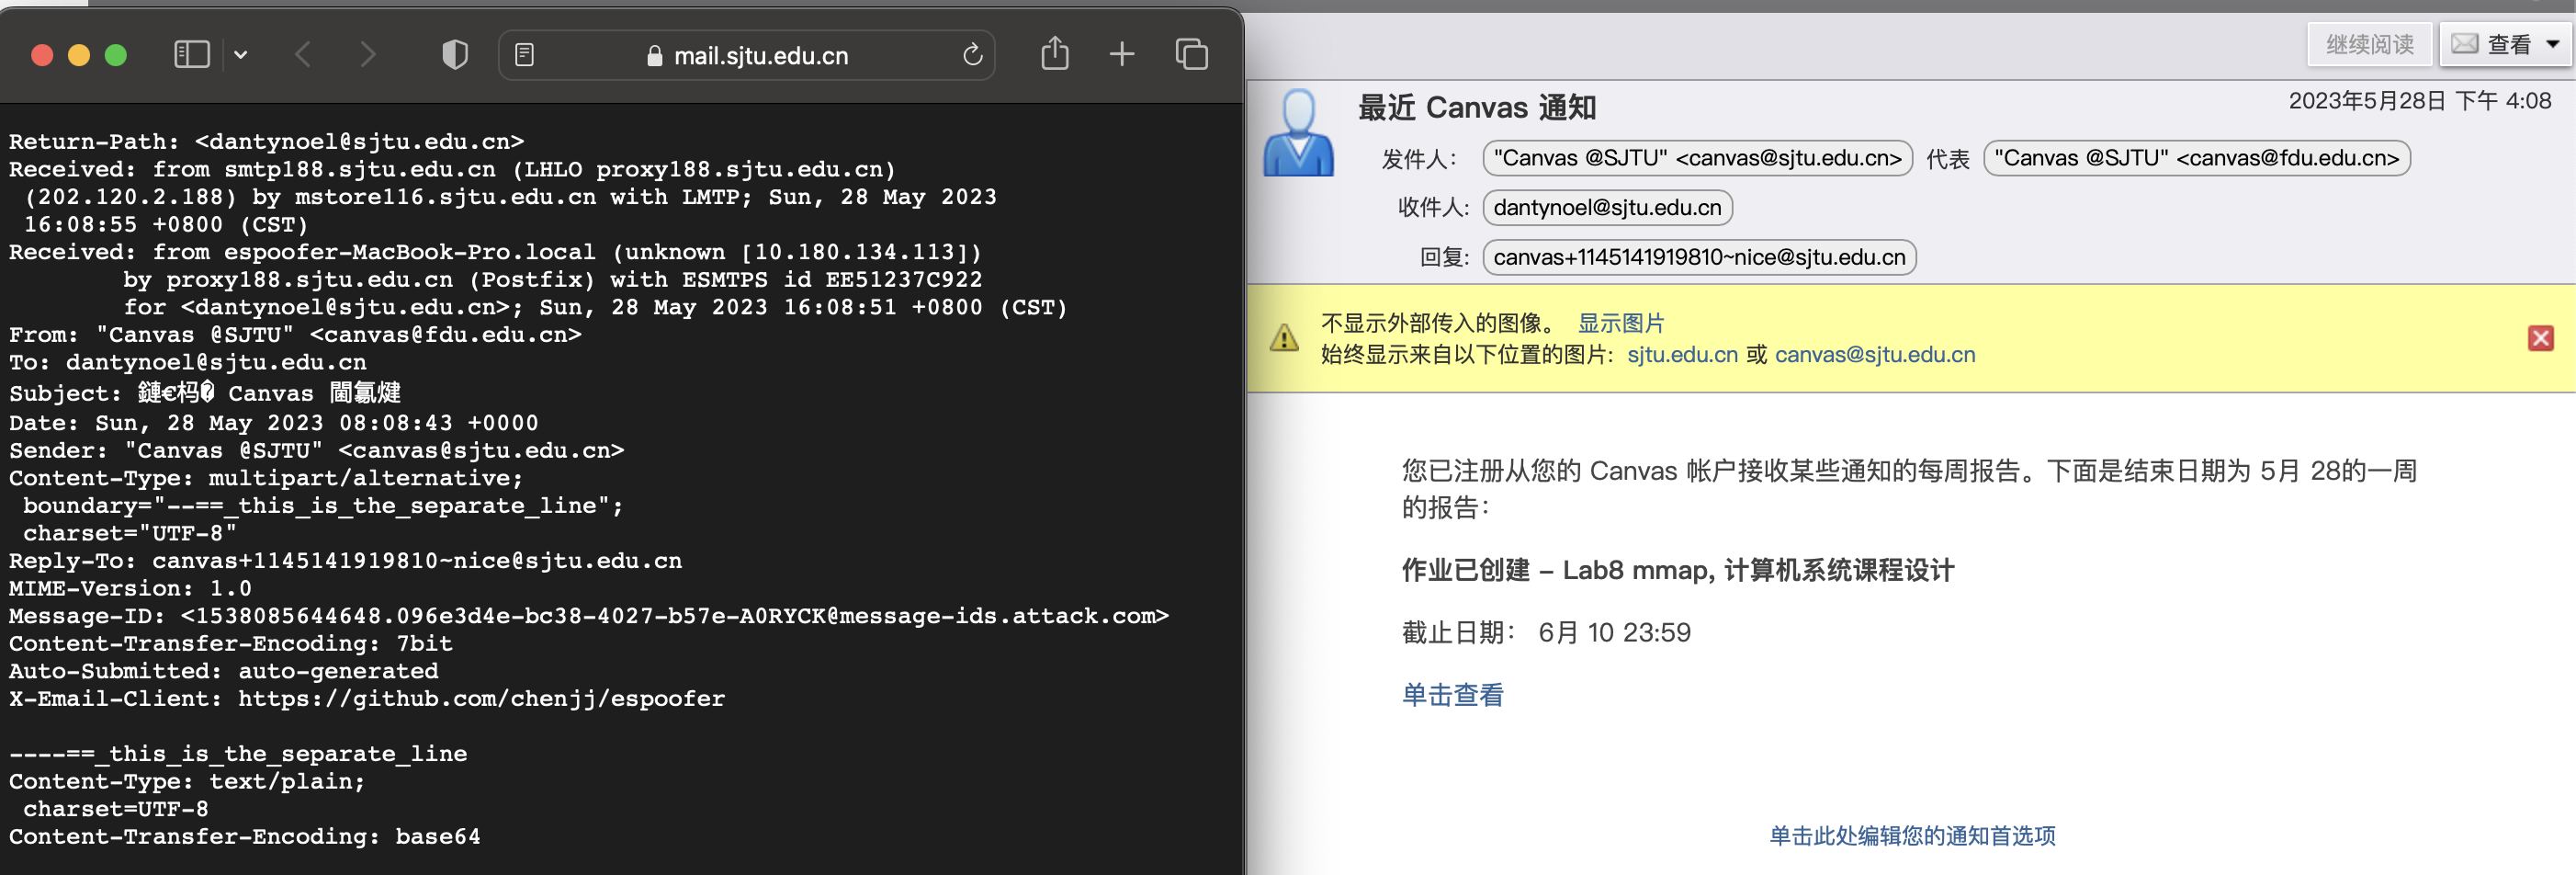 mail.sjtu.edu.cn
Return-Path: <dantynoel@sjtu.edu.cn>
Received: from smtp188.sjtu.edu.cn (LHLO proxy188.sjtu.edu.cn)
(202.120.2.188) by mstore116.sjtu.edu.cn with LMTP; Sun, 28 May 2023
16:08:55 +0800 (CST)
Received: from espoofer-MacBook-Pro.local (unknown [10.180.134.113])
by proxy188.sjtu.edu.cn (Postfix) with ESMTPS id EE51237C922
for <dantynoel@sjtu.edu.cn>; Sun, 28 May 2023 16:08:51 +0800 (CST)
From: "Canvas @SJTU" <canvas@fdu.edu.cn>
To: dantynoel@sjtu.edu.cn
Subject: 鏈€杩� Canvas 閫氱煡
Date: Sun, 28 May 2023 08:08:43 +0000
Sender: "Canvas @SJTU" <canvas@sjtu.edu.cn>
Content-Type: multipart/alternative;
boundary="--==_this_is_the_separate_line";
charset="UTF-8"
Reply-To: canvas+1145141919810~nice@sjtu.edu.cn
MIME-Version: 1.0
Message-ID: <1538085644648.096e3d4e-bc38-4027-b57e-A0RYCK@message-ids.attack.com>
Content-Transfer-Encoding: 7bit
Auto-Submitted: auto-generated
X-Email-Client: https://github.com/chenjj/espoofer
----==_this_is_the_separate_line
Content-Type: text/plain;
charset=UTF-8
Content-Transfer-Encoding: base64
继续阅读 查看
最近 Canvas 通知 2023年5月28日 下午 4:08
发件人: "Canvas @SJTU" <canvas@sjtu.edu.cn> 代表 "Canvas @SJTU" <canvas@fdu.edu.cn>
收件人: dantynoel@sjtu.edu.cn
回复: canvas+1145141919810~nice@sjtu.edu.cn
不显示外部传入的图像。 显示图片
始终显示来自以下位置的图片: sjtu.edu.cn 或 canvas@sjtu.edu.cn
您已注册从您的 Canvas 帐户接收某些通知的每周报告。下面是结束日期为 5月 28的一周
的报告:
作业已创建 - Lab8 mmap, 计算机系统课程设计
截止日期: 6月 10 23:59
单击查看
单击此处编辑您的通知首选项